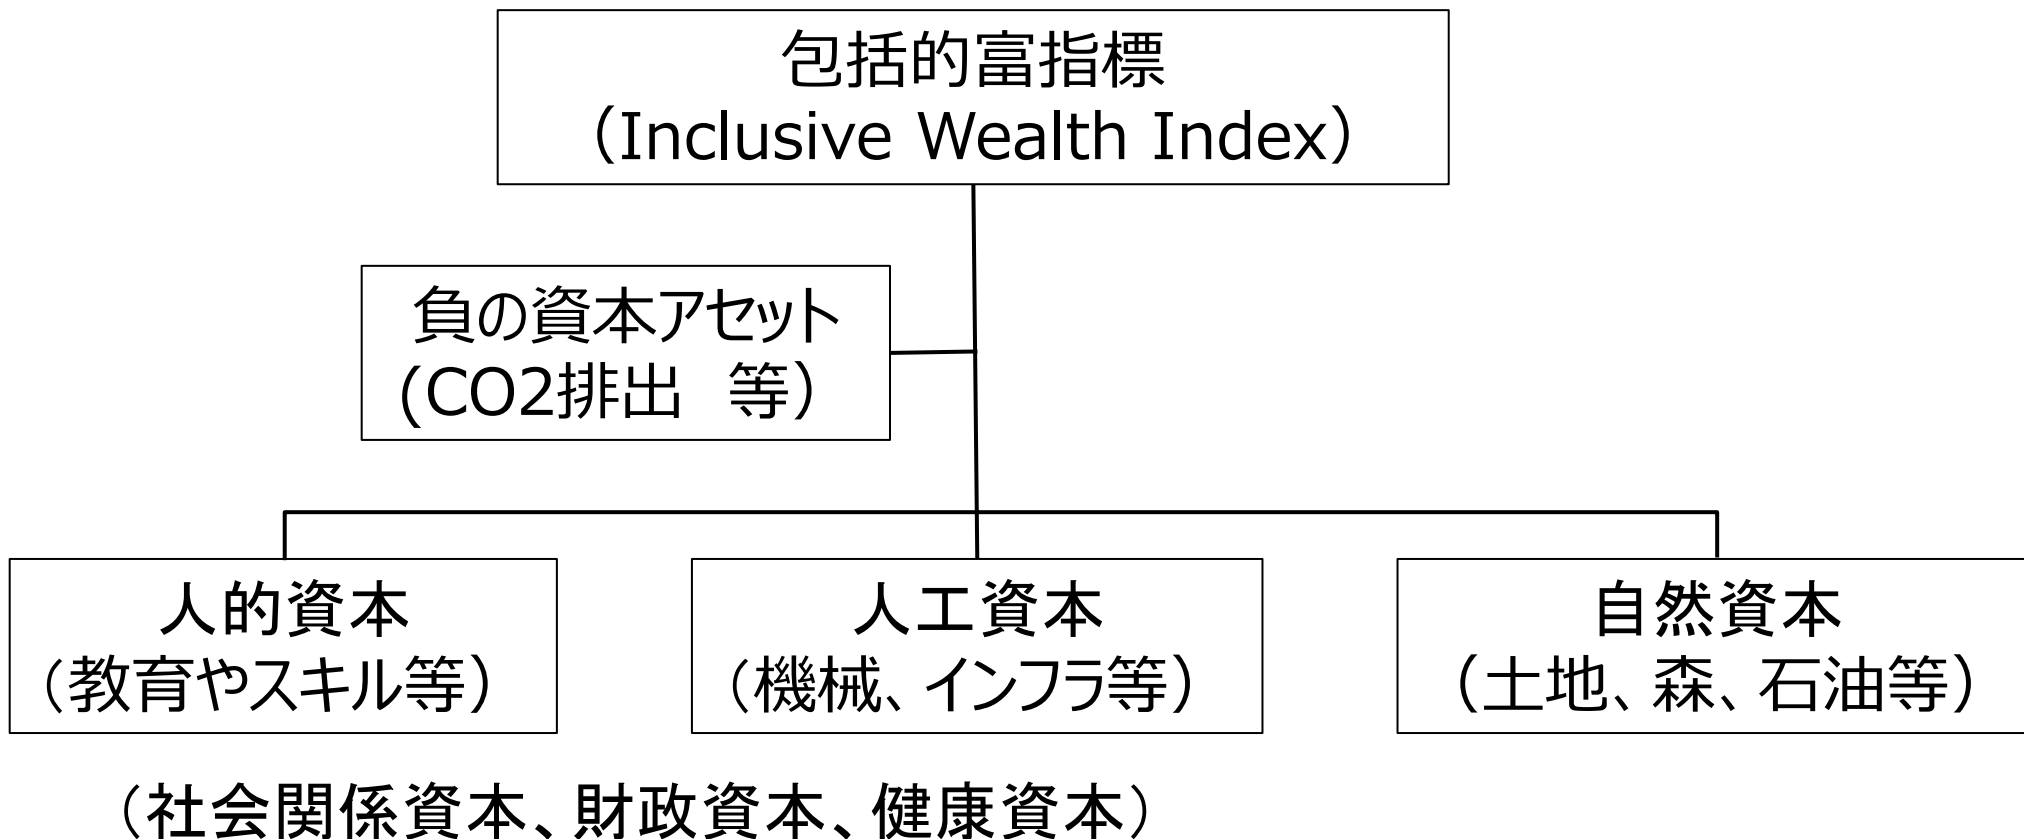 包括的富指標
（Inclusive Wealth Index）
負の資本アセット
(CO2排出　等）
人的資本
（教育やスキル等）
人工資本
（機械、インフラ等）
自然資本
（土地、森、石油等）
（社会関係資本、財政資本、健康資本）